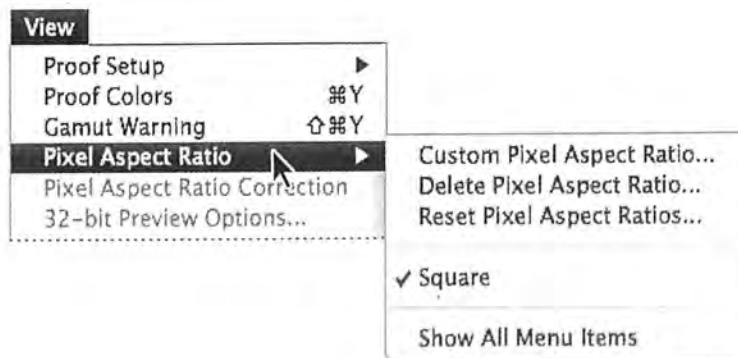 View
Proof Setup ▶
Proof Colors ⌘Y
Gamut Warning ⇧⌘Y
Pixel Aspect Ratio ▶
Pixel Aspect Ratio Correction
32-bit Preview Options...
Custom Pixel Aspect Ratio...
Delete Pixel Aspect Ratio...
Reset Pixel Aspect Ratios...
✓ Square
Show All Menu Items